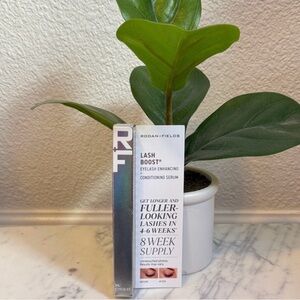 R+F
RODAN+FIELDS
LASH
BOOST®
EYELASH ENHANCING
CONDITIONING SERUM
GET LONGER AND
FULLER-
LOOKING
LASHES IN
4-6 WEEKS
8 WEEK
SUPPLY